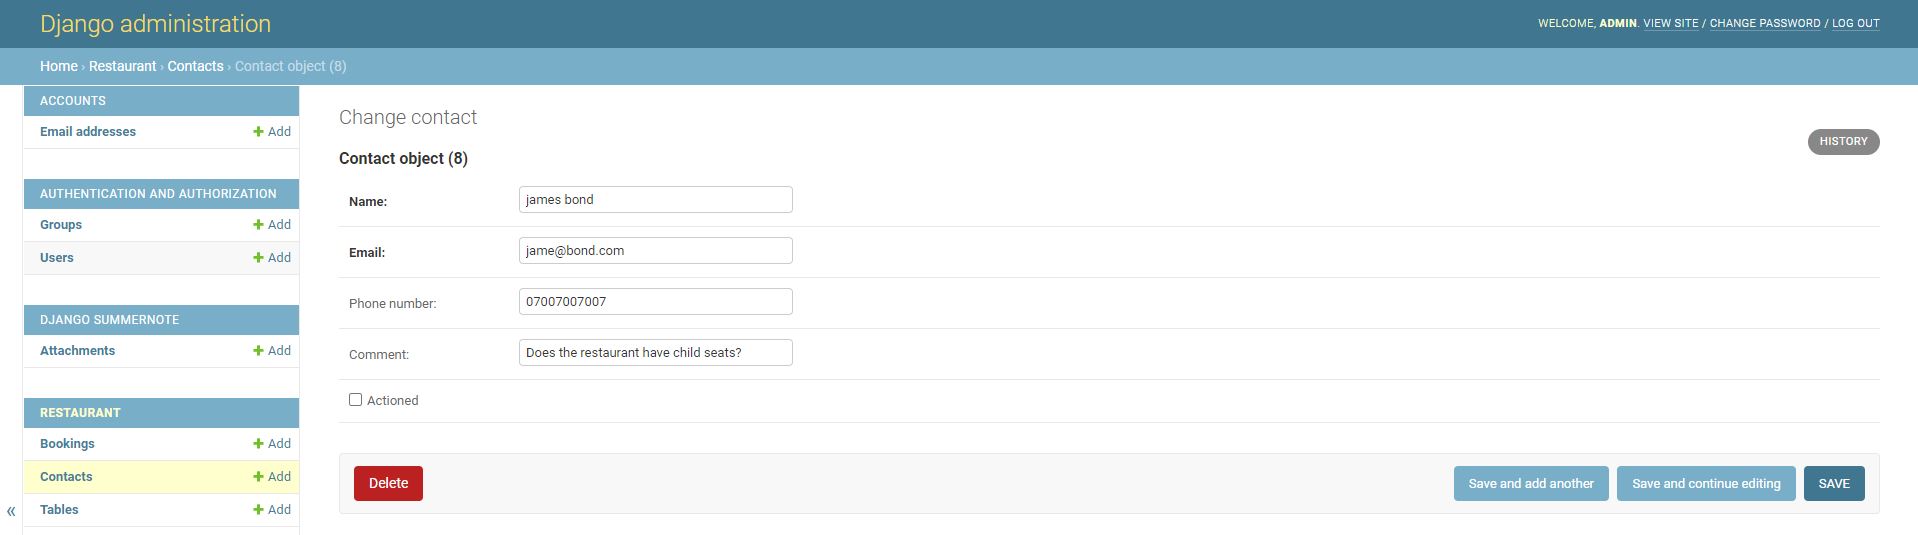 Django administration
WELCOME, ADMIN. VIEW SITE / CHANGE PASSWORD / LOG OUT
Home › Restaurant › Contacts › Contact object (8)
ACCOUNTS
Email addresses + Add
AUTHENTICATION AND AUTHORIZATION
Groups + Add
Users + Add
DJANGO SUMMERNOTE
Attachments + Add
RESTAURANT
Bookings + Add
Contacts + Add
Tables + Add
«
Change contact
HISTORY
Contact object (8)
Name: james bond
Email: jame@bond.com
Phone number: 07007007007
Comment: Does the restaurant have child seats?
Actioned
Delete Save and add another Save and continue editing SAVE